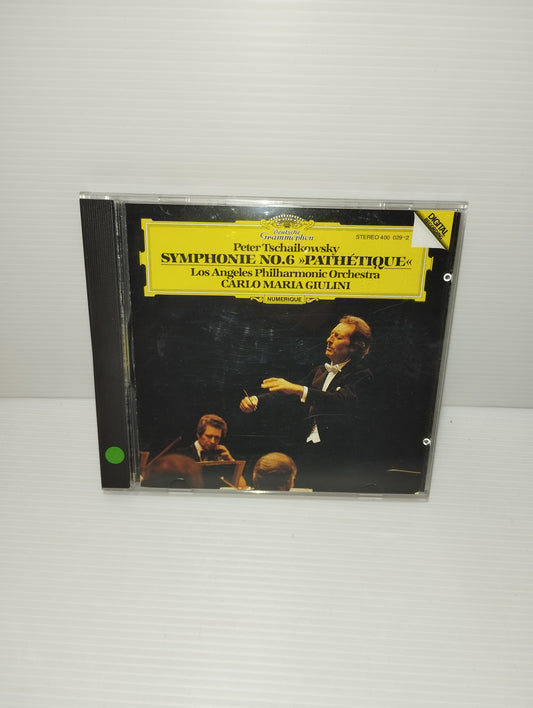 Deutsche
Grammophon
STEREO 400 029-2
DIGITAL
Peter Tschaikowsky
SYMPHONIE NO.6 »PATHÉTIQUE«
Los Angeles Philharmonic Orchestra
CARLO MARIA GIULINI
NUMERIQUE